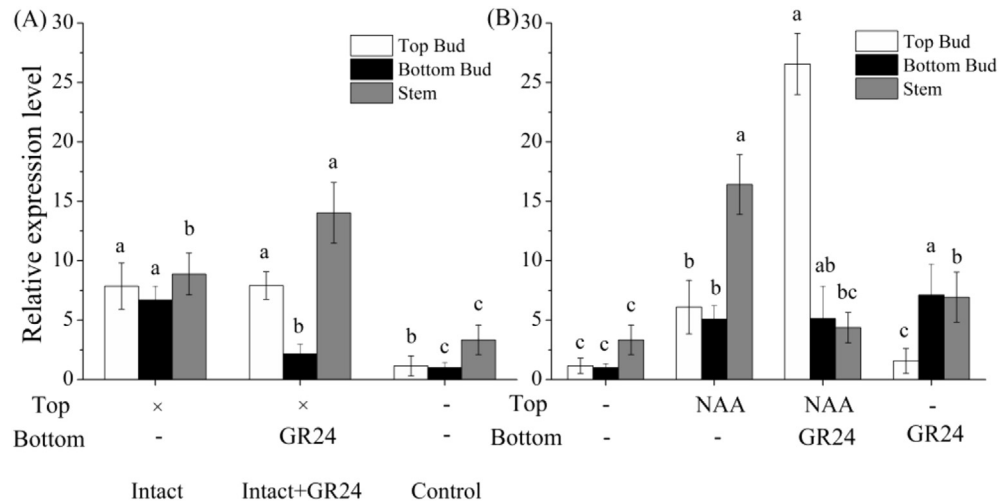 (A)
30
25
20
15
10
5
0
Relative expression level
Top Bud
Bottom Bud
Stem
a
a
b
a
b
a
b
c
c
Top × × -
Bottom - GR24 -
Intact Intact+GR24 Control
(B)
30
25
20
15
10
5
0
Top Bud
Bottom Bud
Stem
c
c
c
b
b
a
a
ab
bc
c
a
b
Top - NAA NAA -
Bottom - - GR24 GR24